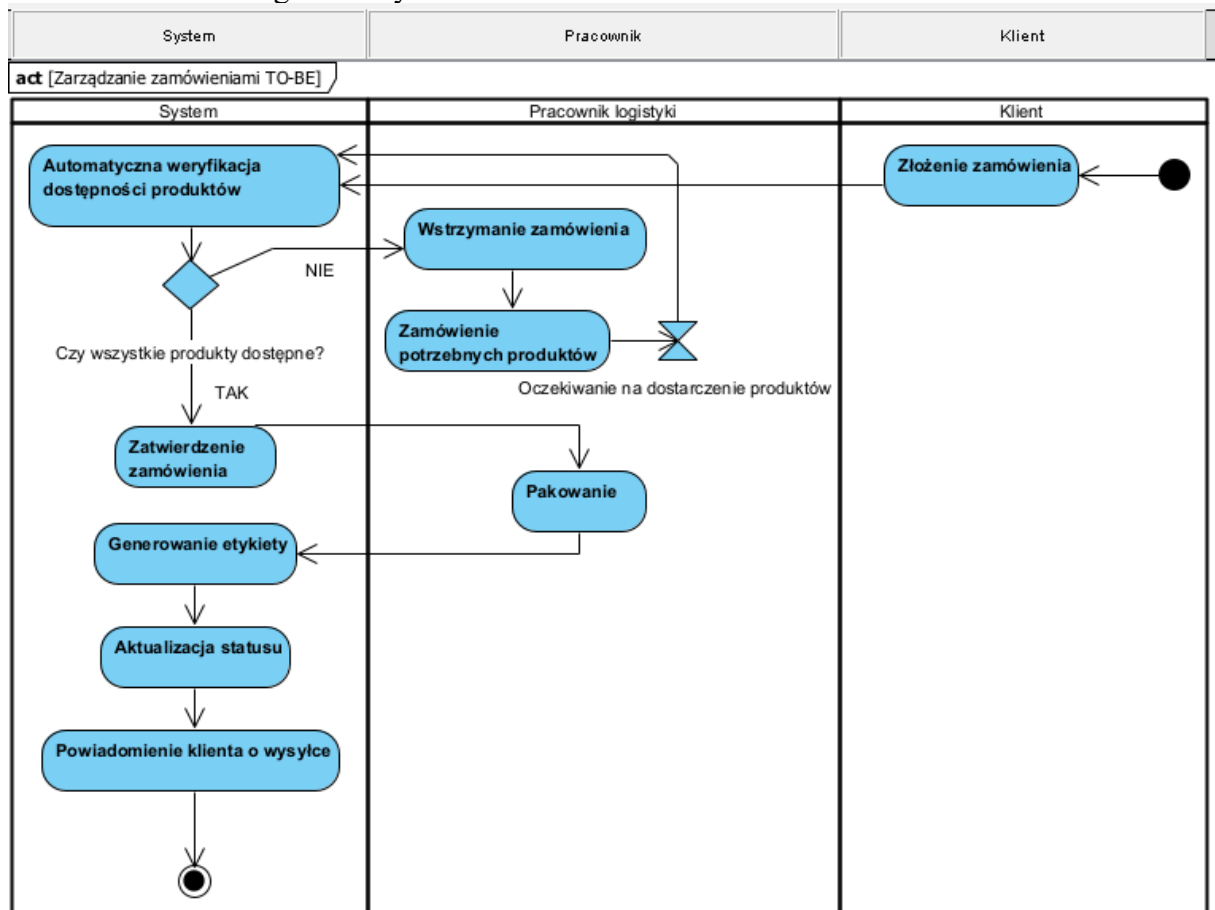 System
Pracownik
Klient
act [Zarządzanie zamówieniami TO-BE]
System
Pracownik logistyki
Klient
Automatyczna weryfikacja
dostępności produktów
Złożenie zamówienia
Wstrzymanie zamówienia
NIE
Zamówienie
potrzebnych produktów
Czy wszystkie produkty dostępne?
Oczekiwanie na dostarczenie produktów
TAK
Zatwierdzenie
zamówienia
Pakowanie
Generowanie etykiety
Aktualizacja statusu
Powiadomienie klienta o wysyłce